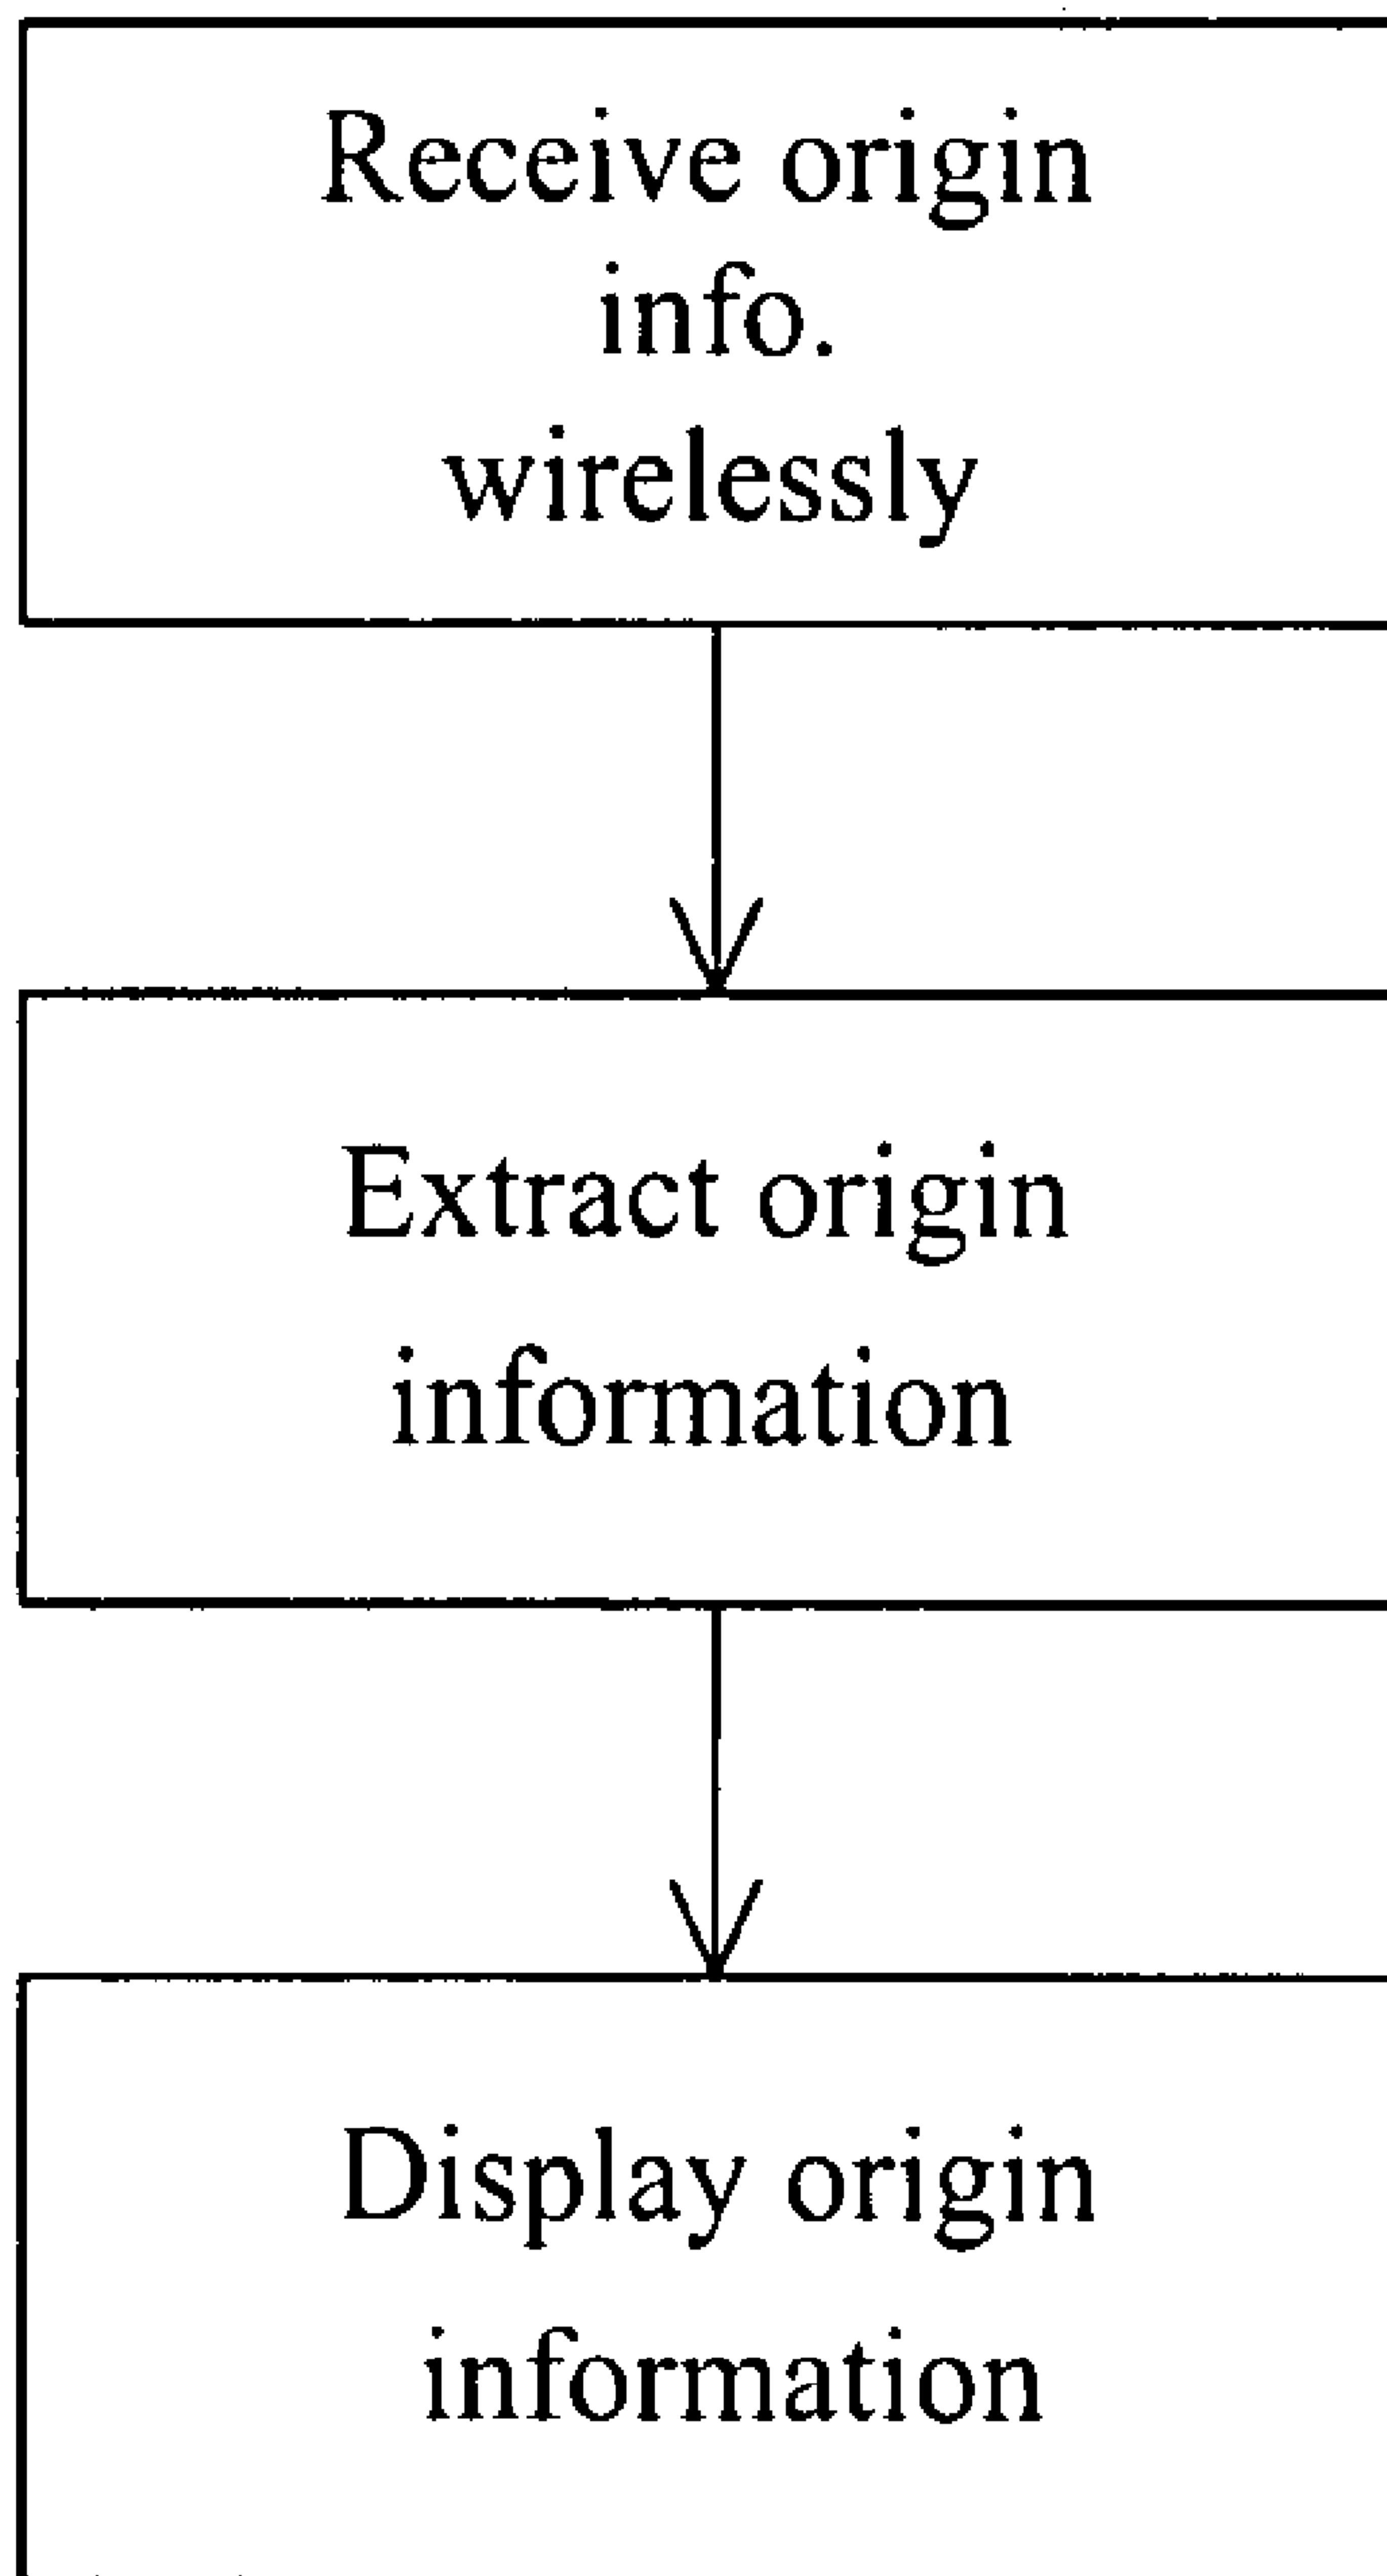 Receive origin
info.
wirelessly
Extract origin
information
Display origin
information